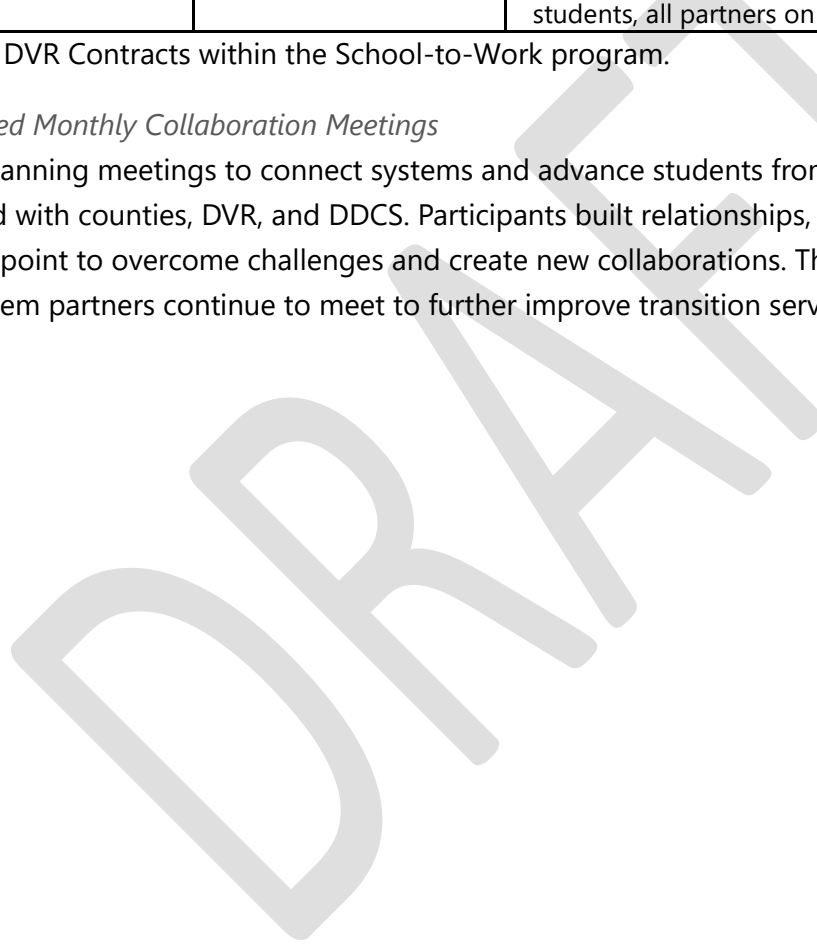 students, all partners on
DVR Contracts within the School-to-Work program.
ed Monthly Collaboration Meetings
anning meetings to connect systems and advance students from
d with counties, DVR, and DDCS. Participants built relationships,
point to overcome challenges and create new collaborations. Th
em partners continue to meet to further improve transition serv
DRAFT